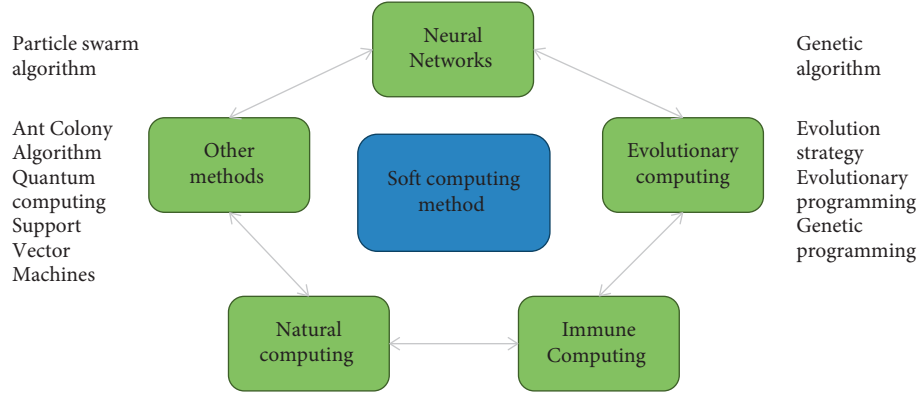 Neural
Networks
Particle swarm
algorithm
Genetic
algorithm
Ant Colony
Algorithm
Quantum
computing
Support
Vector
Machines
Other
methods
Soft computing
method
Evolutionary
computing
Evolution
strategy
Evolutionary
programming
Genetic
programming
Natural
computing
Immune
Computing